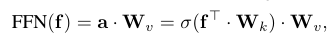 FFN(f) = a · W_v = σ(f^⊤ · W_k) · W_v,